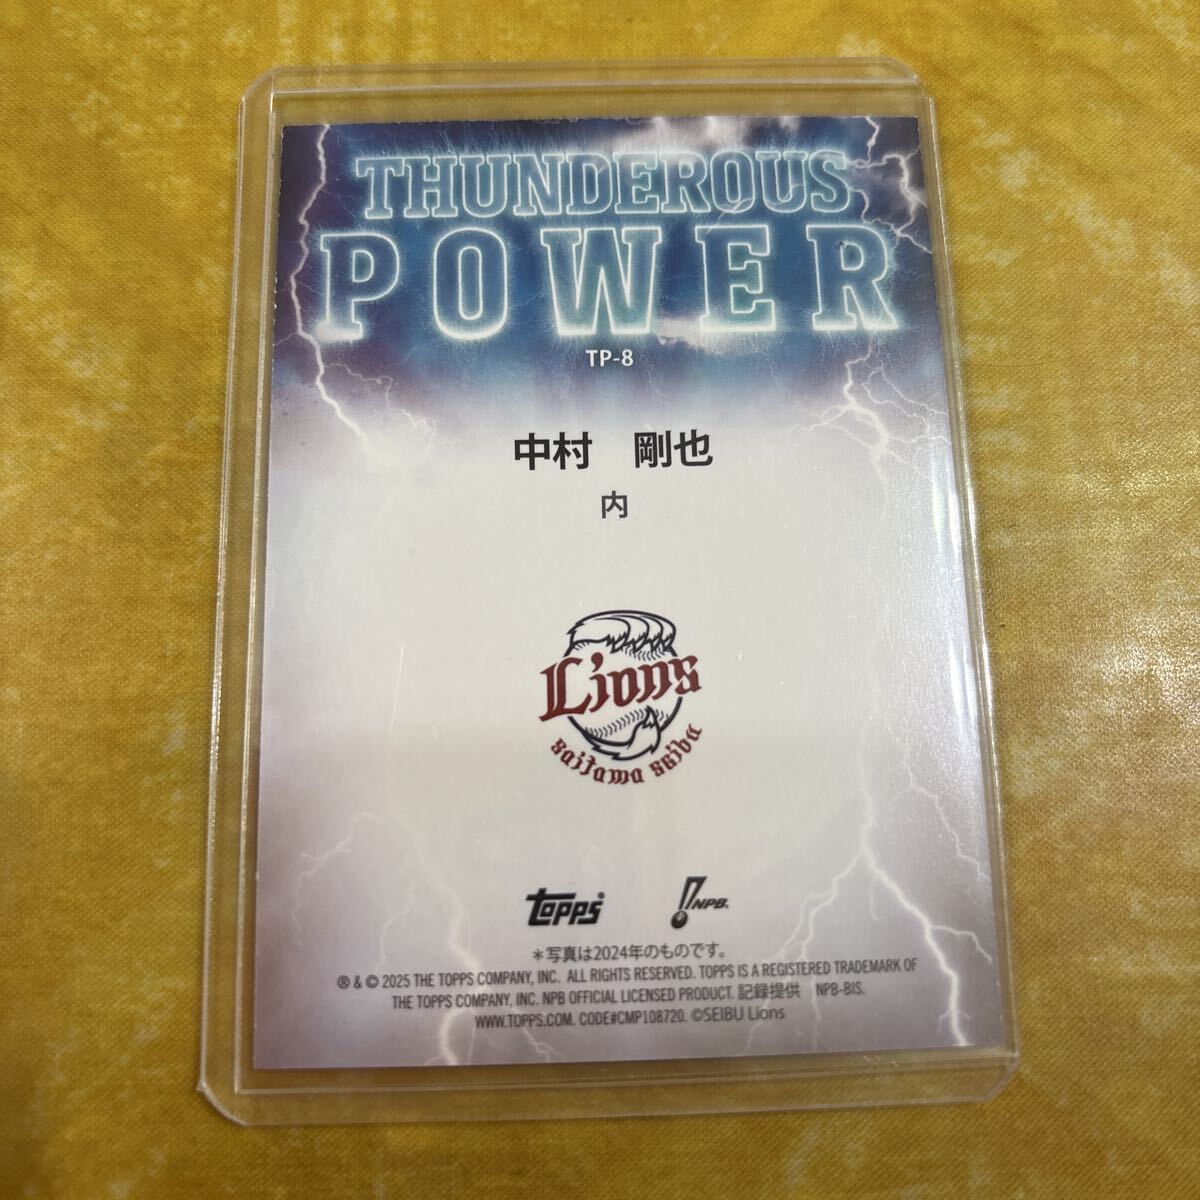 THUNDEROUS
POWER
TP-8
中村 剛也
内
Lions
saitama seibu
Topps
NPB.
＊写真は2024年のものです。
® & © 2025 THE TOPPS COMPANY, INC. ALL RIGHTS RESERVED. TOPPS IS A REGISTERED TRADEMARK OF
THE TOPPS COMPANY, INC. NPB OFFICIAL LICENSED PRODUCT. 記録提供 NPB-BIS.
WWW.TOPPS.COM. CODE#CMP108720. ©SEIBU Lions